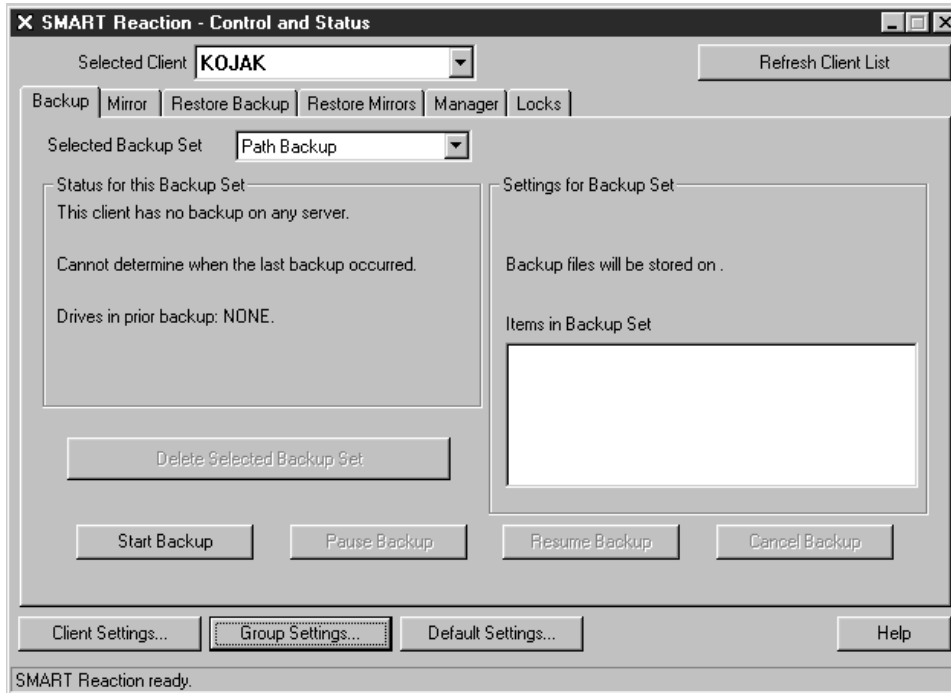 SMART Reaction - Control and Status
Selected Client KOJAK Refresh Client List
Backup Mirror Restore Backup Restore Mirrors Manager Locks
Selected Backup Set Path Backup
Status for this Backup Set
This client has no backup on any server.
Cannot determine when the last backup occurred.
Drives in prior backup: NONE.
Settings for Backup Set
Backup files will be stored on .
Items in Backup Set
Delete Selected Backup Set
Start Backup Pause Backup Resume Backup Cancel Backup
Client Settings... Group Settings... Default Settings... Help
SMART Reaction ready.